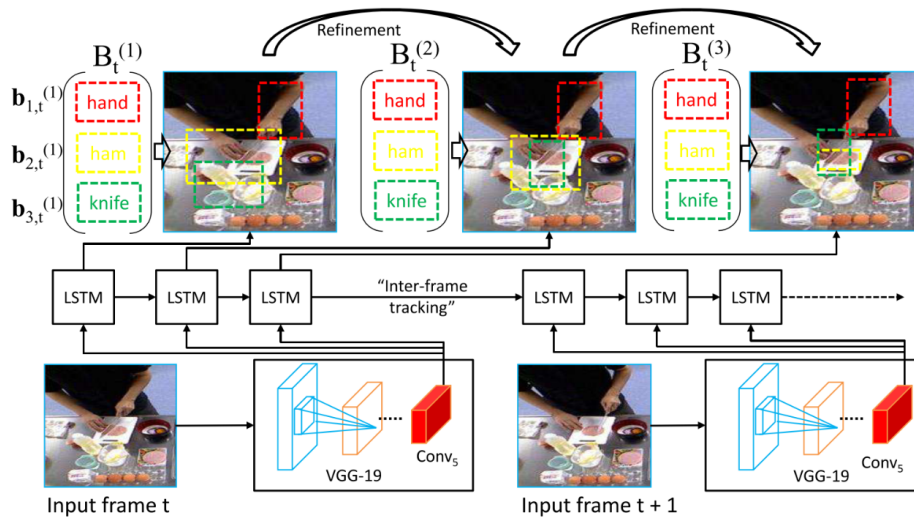 Refinement
Refinement
B_t^(1)
B_t^(2)
B_t^(3)
b_1,t^(1)
hand
hand
hand
b_2,t^(1)
ham
ham
ham
b_3,t^(1)
knife
knife
knife
LSTM
LSTM
LSTM
“Inter-frame
tracking”
LSTM
LSTM
LSTM
VGG-19
Conv5
VGG-19
Conv5
Input frame t
Input frame t + 1